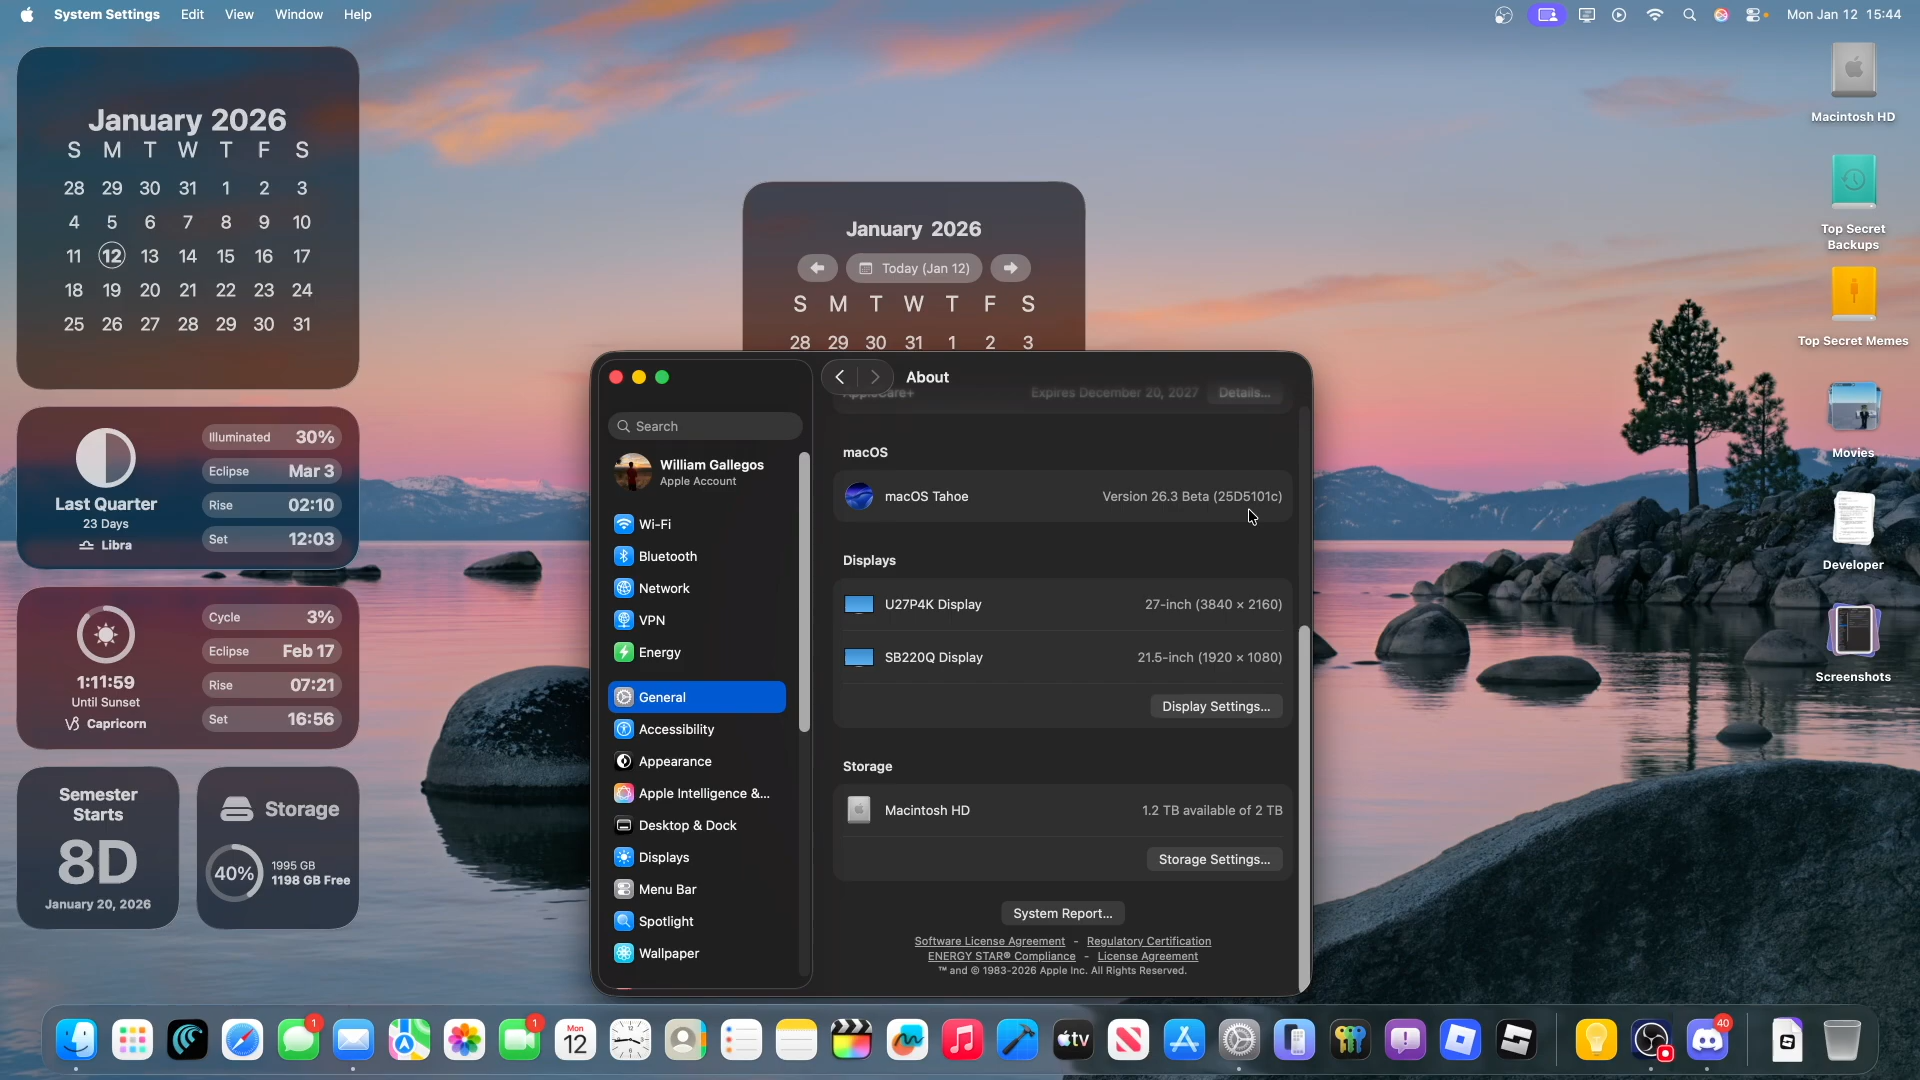 System Settings Edit View Window Help
Mon Jan 12 15:44
January 2026
S M T W T F S
28 29 30 31 1 2 3
4 5 6 7 8 9 10
11 12 13 14 15 16 17
18 19 20 21 22 23 24
25 26 27 28 29 30 31
Last Quarter
23 Days
Libra
Illuminated 30%
Eclipse Mar 3
Rise 02:10
Set 12:03
1:11:59
Until Sunset
Capricorn
Cycle 3%
Eclipse Feb 17
Rise 07:21
Set 16:56
Semester
Starts
8D
January 20, 2026
Storage
40%
1995 GB
1198 GB Free
January 2026
Today (Jan 12)
S M T W T F S
28 29 30 31 1 2 3
Search
William Gallegos
Apple Account
Wi-Fi
Bluetooth
Network
VPN
Energy
General
Accessibility
Appearance
Apple Intelligence &...
Desktop & Dock
Displays
Menu Bar
Spotlight
Wallpaper
About
AppleCare+ Expires December 20, 2027 Details...
macOS
macOS Tahoe Version 26.3 Beta (25D5101c)
Displays
U27P4K Display 27-inch (3840 × 2160)
SB220Q Display 21.5-inch (1920 × 1080)
Display Settings...
Storage
Macintosh HD 1.2 TB available of 2 TB
Storage Settings...
System Report...
Software License Agreement - Regulatory Certification
ENERGY STAR® Compliance - License Agreement
™ and © 1983-2026 Apple Inc. All Rights Reserved.
Macintosh HD
Top Secret
Backups
Top Secret Memes
Movies
Developer
Screenshots
1
1
Mon
12
tv
40